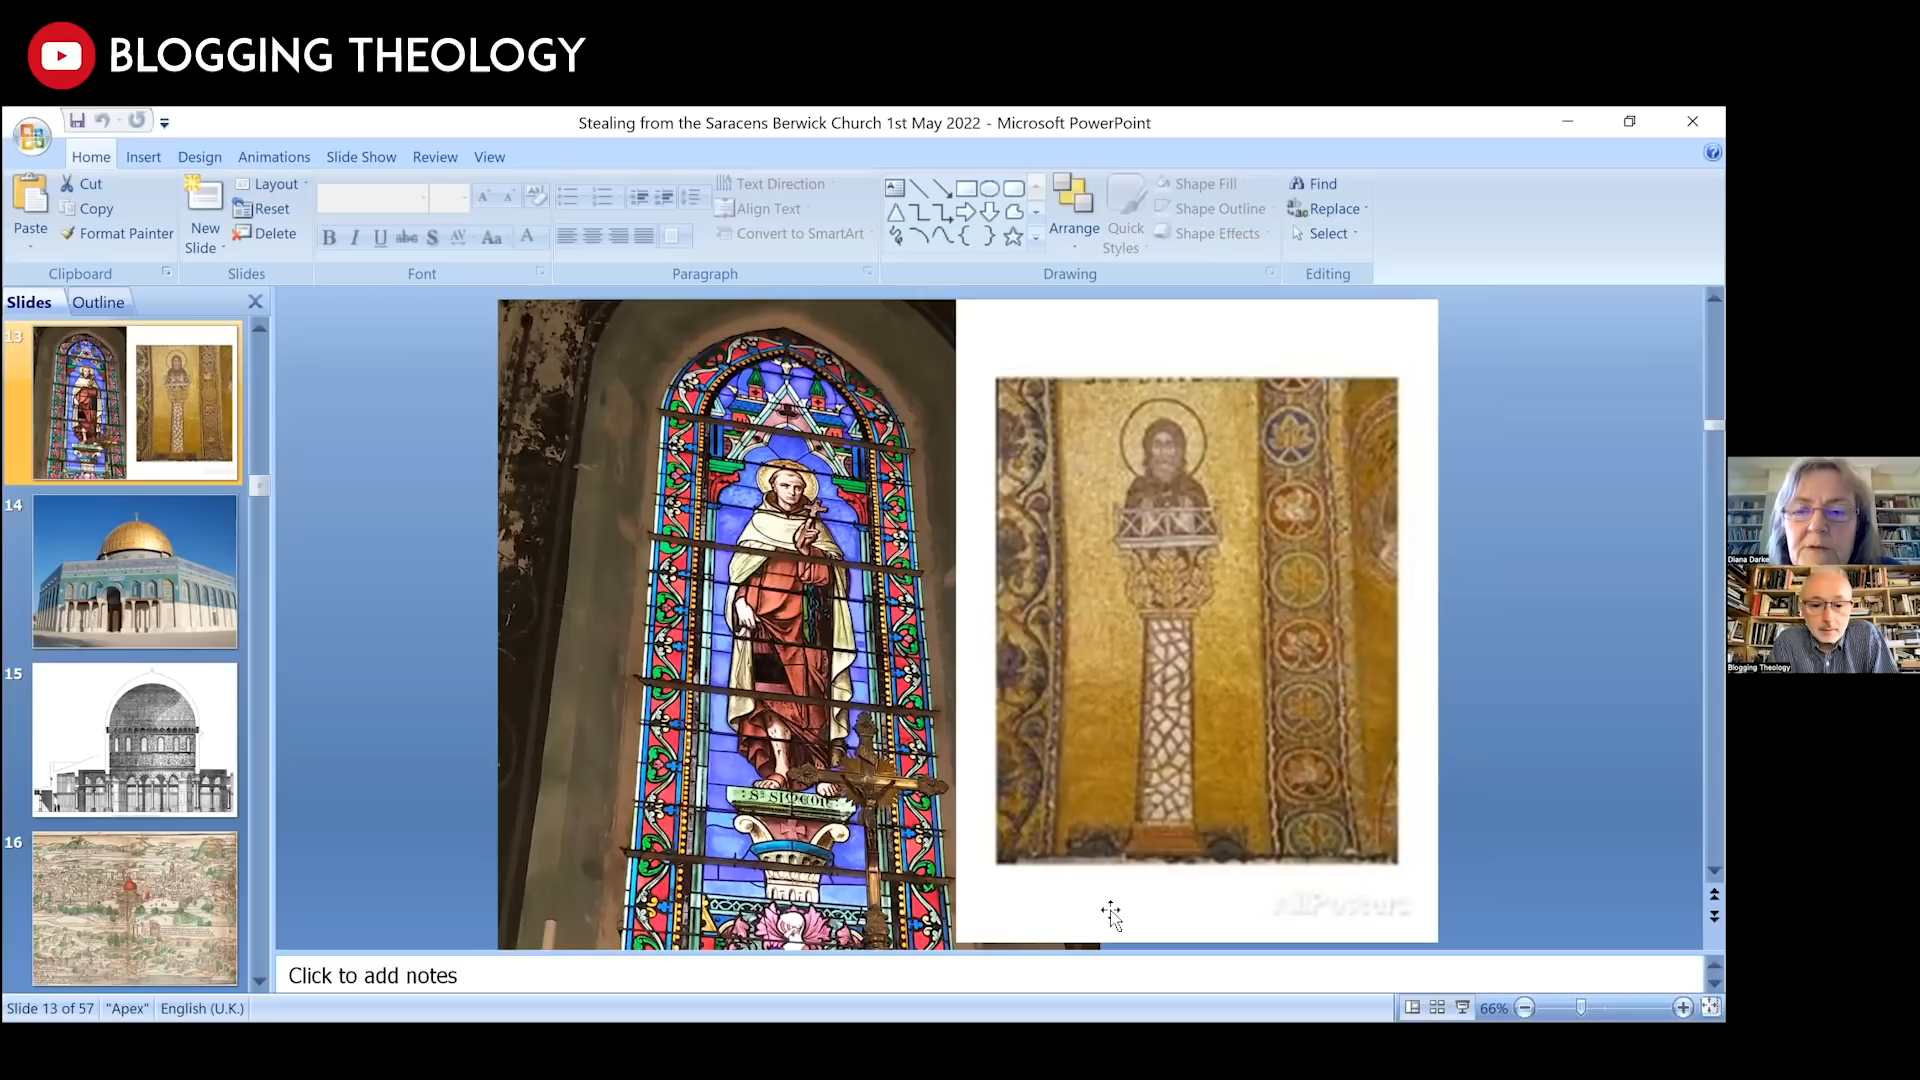 BLOGGING THEOLOGY
Stealing from the Saracens Berwick Church 1st May 2022 - Microsoft PowerPoint
Home Insert Design Animations Slide Show Review View
Paste
Cut
Copy
Format Painter
Clipboard
New
Slide
Layout
Reset
Delete
Slides
B I U abc S AV Aa A
Font
Text Direction
Align Text
Convert to SmartArt
Paragraph
Arrange
Quick
Styles
Shape Fill
Shape Outline
Shape Effects
Drawing
Find
Replace
Select
Editing
Slides Outline
13
14
15
16
AllPosters
Diana Darke
Blogging Theology
Click to add notes
Slide 13 of 57 "Apex" English (U.K.) 66%